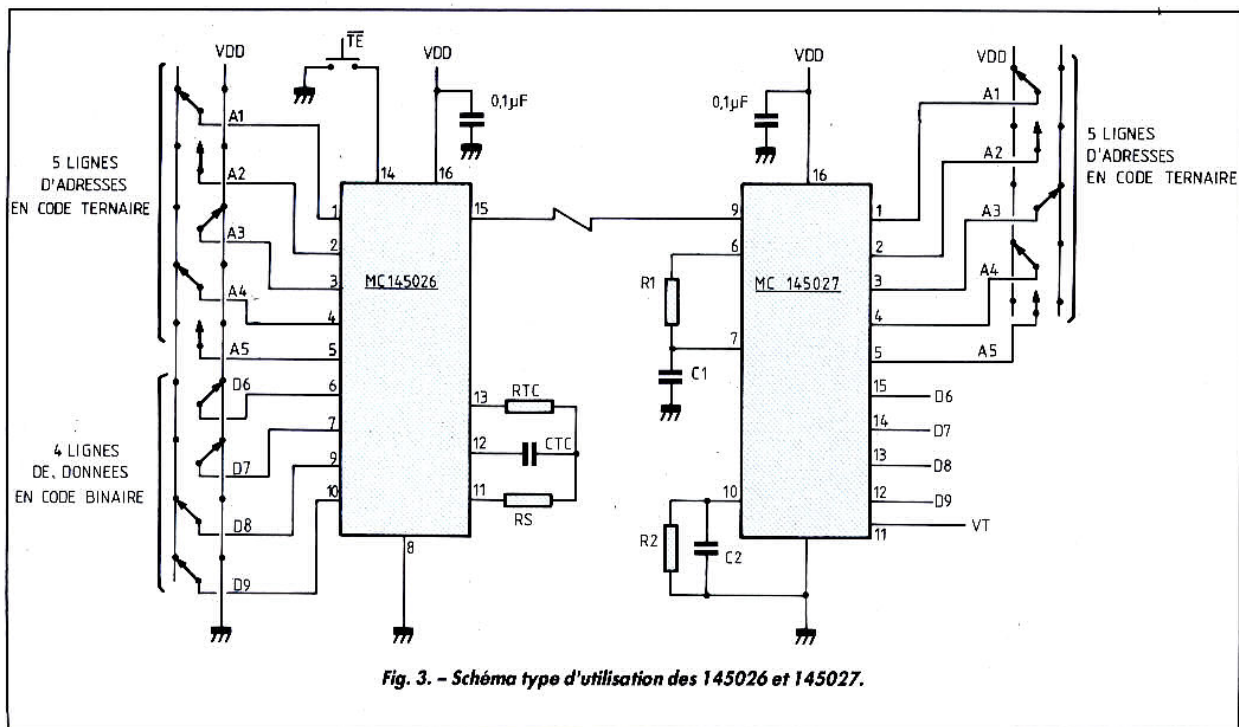 VDD
TE
VDD
0,1µF
5 LIGNES
D'ADRESSES
EN CODE TERNAIRE
A1
A2
A3
A4
A5
4 LIGNES
DE. DONNEES
EN CODE BINAIRE
D6
D7
D8
D9
14
16
1
2
3
4
5
6
7
9
10
MC145026
15
13
12
11
8
RTC
CTC
RS
VDD
0,1µF
16
9
6
7
10
R1
C1
R2
C2
MC 145027
1
2
3
4
5
15
14
13
12
11
VDD
A1
A2
A3
A4
A5
D6
D7
D8
D9
VT
5 LIGNES
D'ADRESSES
EN CODE TERNAIRE
Fig. 3. – Schéma type d'utilisation des 145026 et 145027.